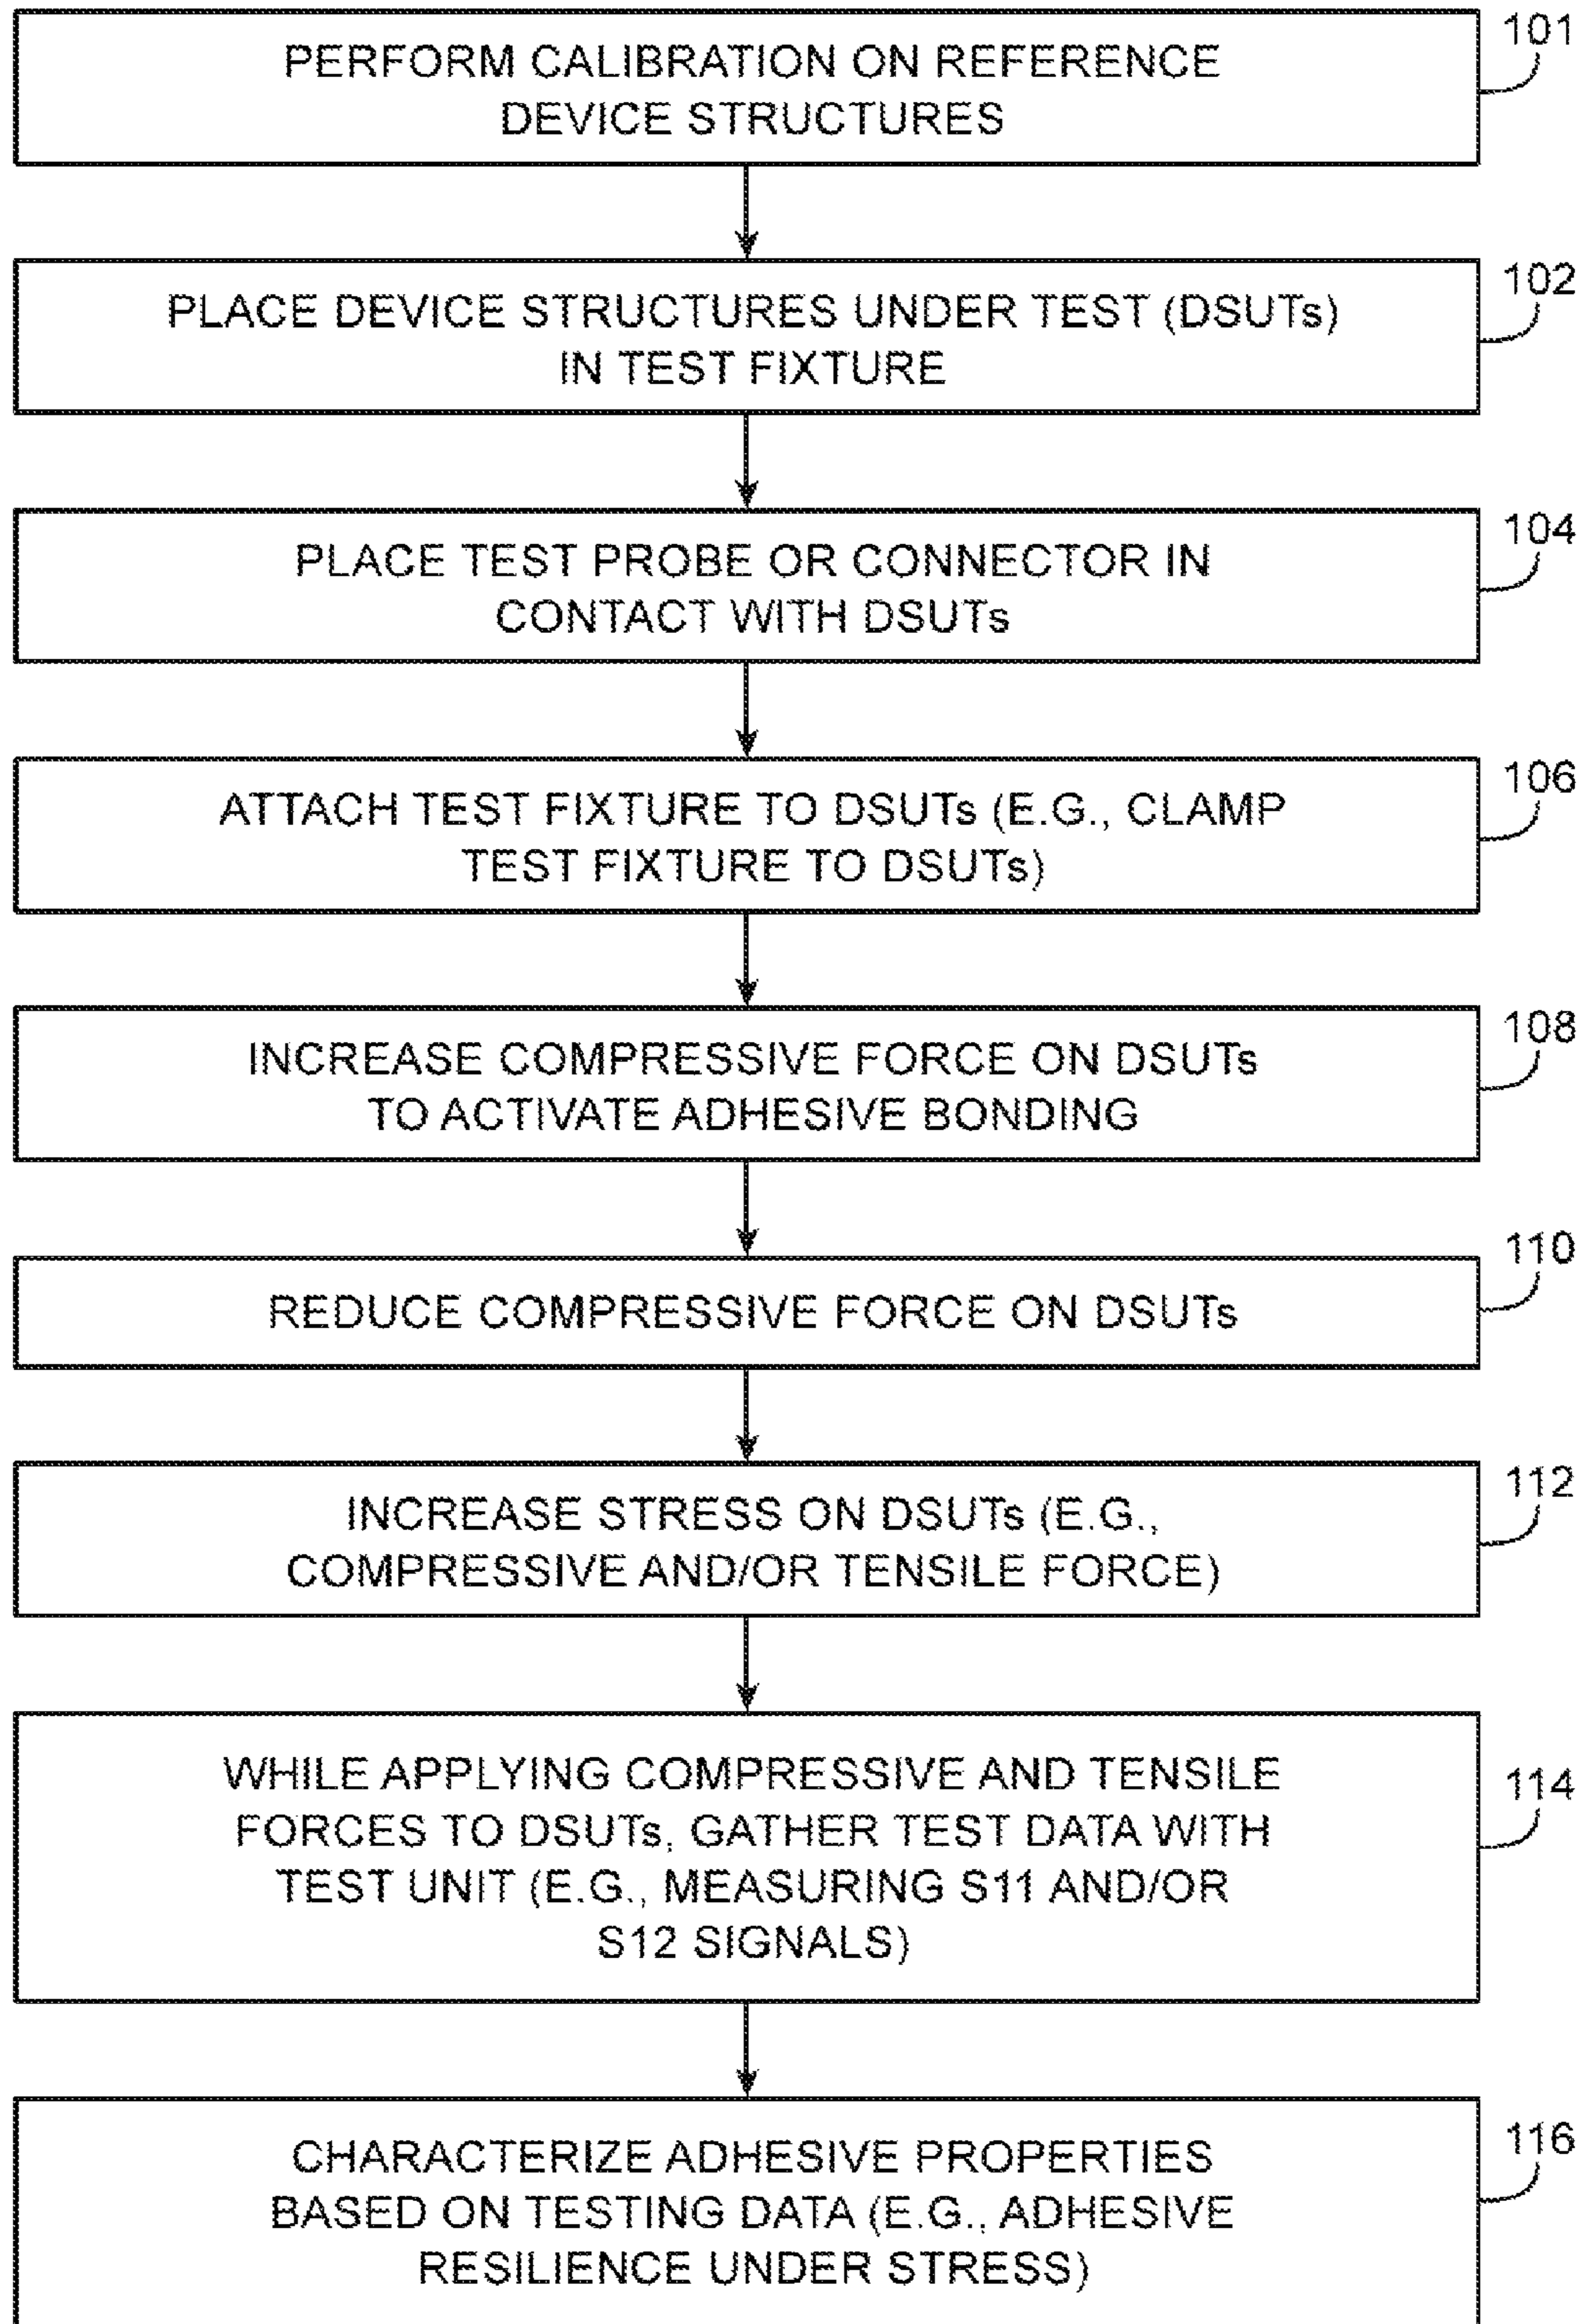 PERFORM CALIBRATION ON REFERENCE
DEVICE STRUCTURES
101
PLACE DEVICE STRUCTURES UNDER TEST (DSUTs)
IN TEST FIXTURE
102
PLACE TEST PROBE OR CONNECTOR IN
CONTACT WITH DSUTs
104
ATTACH TEST FIXTURE TO DSUTs (E.G., CLAMP
TEST FIXTURE TO DSUTs)
106
INCREASE COMPRESSIVE FORCE ON DSUTs
TO ACTIVATE ADHESIVE BONDING
108
REDUCE COMPRESSIVE FORCE ON DSUTs
110
INCREASE STRESS ON DSUTs (E.G.,
COMPRESSIVE AND/OR TENSILE FORCE)
112
WHILE APPLYING COMPRESSIVE AND TENSILE
FORCES TO DSUTs, GATHER TEST DATA WITH
TEST UNIT (E.G., MEASURING S11 AND/OR
S12 SIGNALS)
114
CHARACTERIZE ADHESIVE PROPERTIES
BASED ON TESTING DATA (E.G., ADHESIVE
RESILIENCE UNDER STRESS)
116